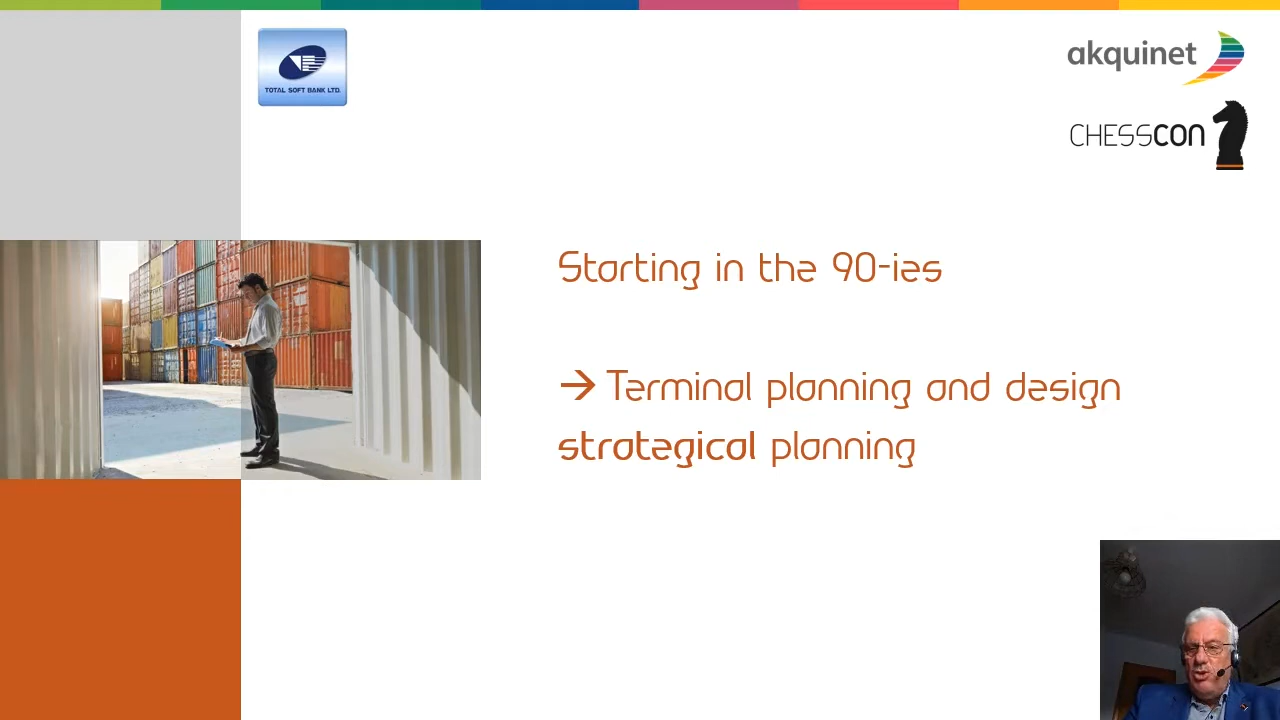 TOTAL SOFT BANK LTD.
akquinet
CHESSCON
Starting in the 90-ies
→ Terminal planning and design
strategical planning